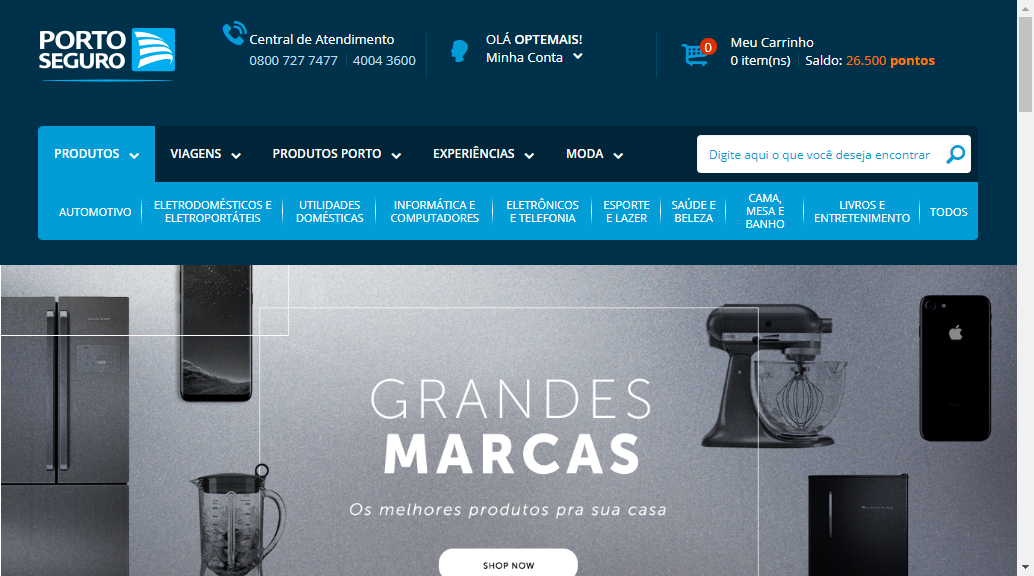 PORTO
SEGURO
Central de Atendimento
0800 727 7477 | 4004 3600
OLÁ OPTEMAIS!
Minha Conta
0
Meu Carrinho
0 item(ns) | Saldo: 26.500 pontos
PRODUTOS
VIAGENS
PRODUTOS PORTO
EXPERIÊNCIAS
MODA
Digite aqui o que você deseja encontrar
AUTOMOTIVO
ELETRODOMÉSTICOS E
ELETROPORTÁTEIS
UTILIDADES
DOMÉSTICAS
INFORMÁTICA E
COMPUTADORES
ELETRÔNICOS
E TELEFONIA
ESPORTE
E LAZER
SAÚDE E
BELEZA
CAMA,
MESA E
BANHO
LIVROS E
ENTRETENIMENTO
TODOS
GRANDES
MARCAS
Os melhores produtos pra sua casa
SHOP NOW